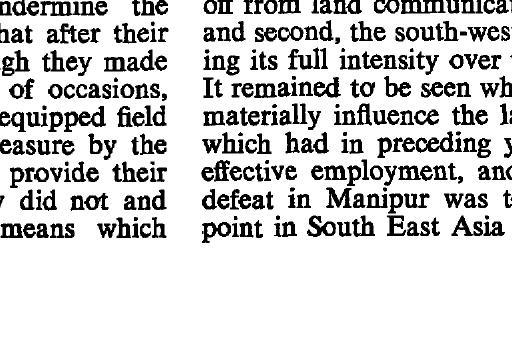 ndermine the
hat after their
gh they made
of occasions,
equipped field
easure by the
provide their
did not and
means which
off from land communicat
and second, the south-wes
ing its full intensity over
It remained to be seen wh
materially influence the la
which had in preceding y
effective employment, and
defeat in Manipur was t
point in South East Asia